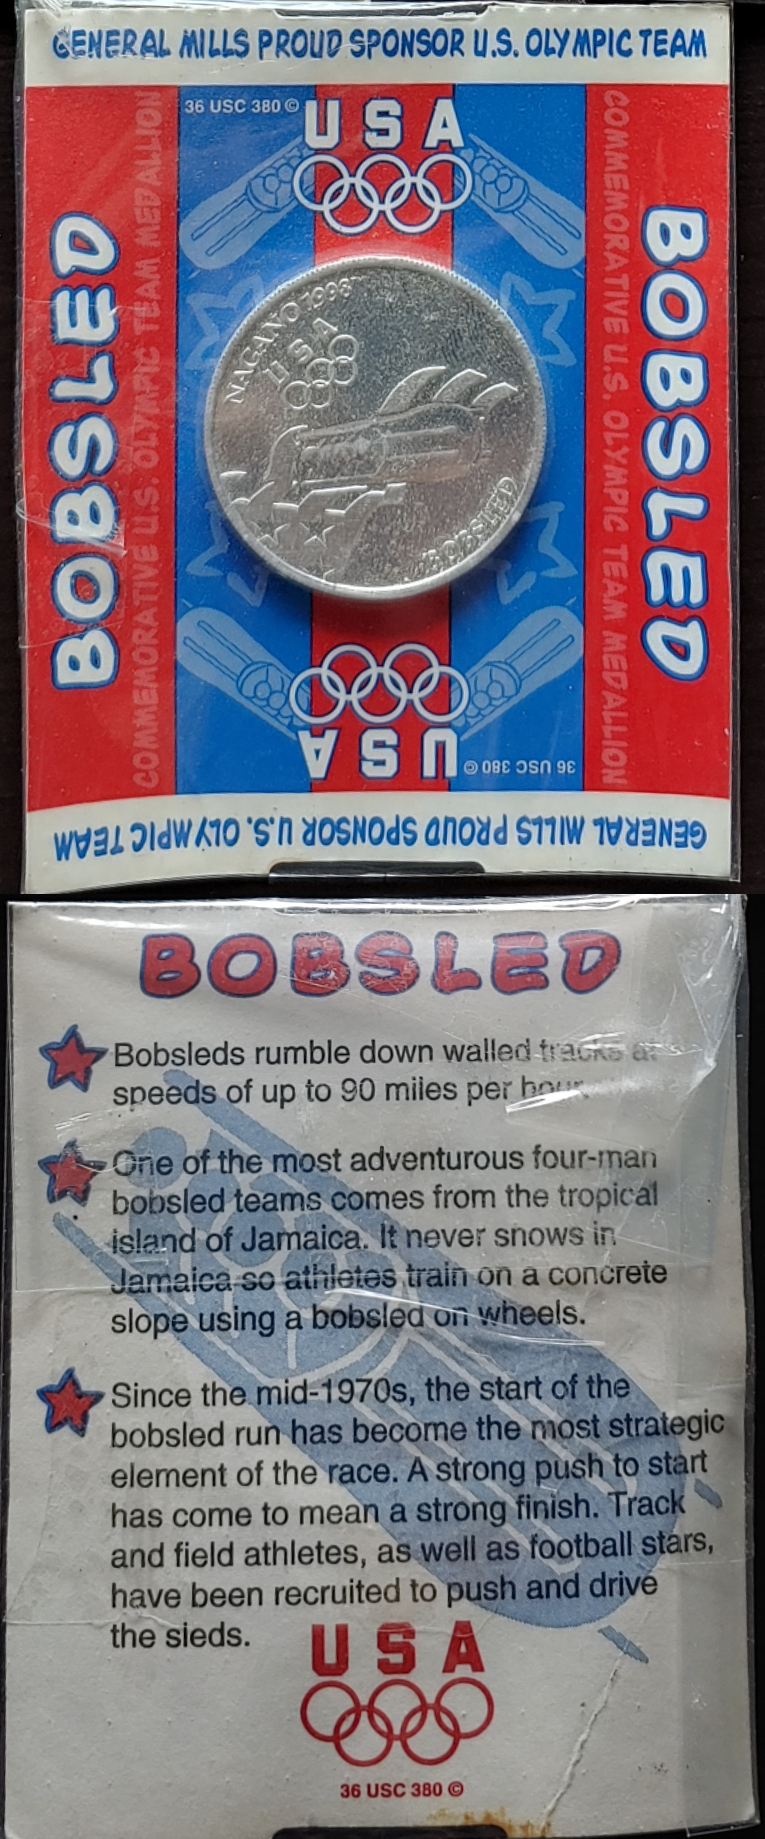 GENERAL MILLS PROUD SPONSOR U.S. OLYMPIC TEAM
36 USC 380 ©
USA
BOBSLED
COMMEMORATIVE U.S. OLYMPIC TEAM MEDALLION
NAGANO 1998
USA
BOBSLED
COMMEMORATIVE U.S. OLYMPIC TEAM MEDALLION
BOBSLED
USA
36 USC 380 ©
GENERAL MILLS PROUD SPONSOR U.S. OLYMPIC TEAM
BOBSLED
Bobsleds rumble down walled tracks at
speeds of up to 90 miles per hour.
One of the most adventurous four-man
bobsled teams comes from the tropical
island of Jamaica. It never snows in
Jamaica so athletes train on a concrete
slope using a bobsled on wheels.
Since the mid-1970s, the start of the
bobsled run has become the most strategic
element of the race. A strong push to start
has come to mean a strong finish. Track
and field athletes, as well as football stars,
have been recruited to push and drive
the sleds.
USA
36 USC 380 ©